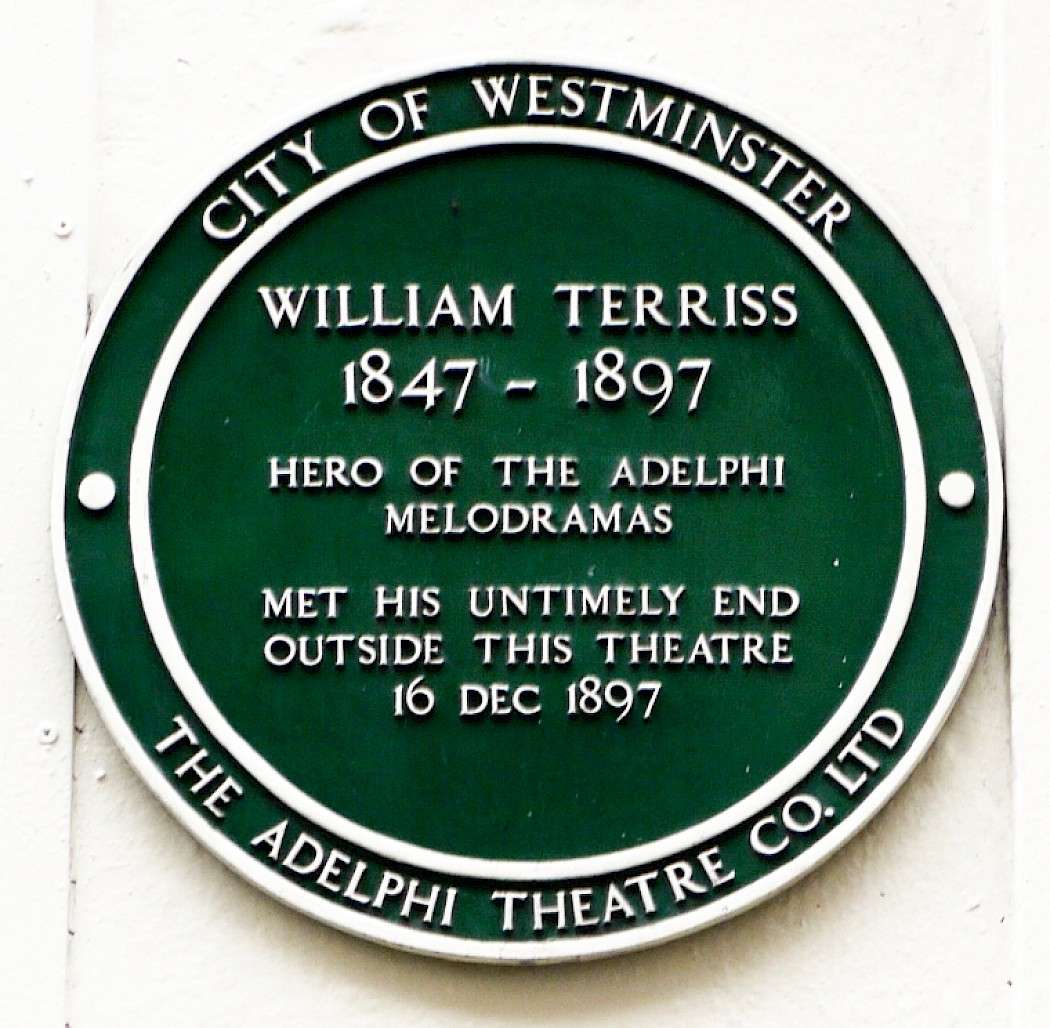 CITY OF WESTMINSTER
WILLIAM TERRISS
1847 - 1897
HERO OF THE ADELPHI
MELODRAMAS
MET HIS UNTIMELY END
OUTSIDE THIS THEATRE
16 DEC 1897
THE ADELPHI THEATRE CO. LTD